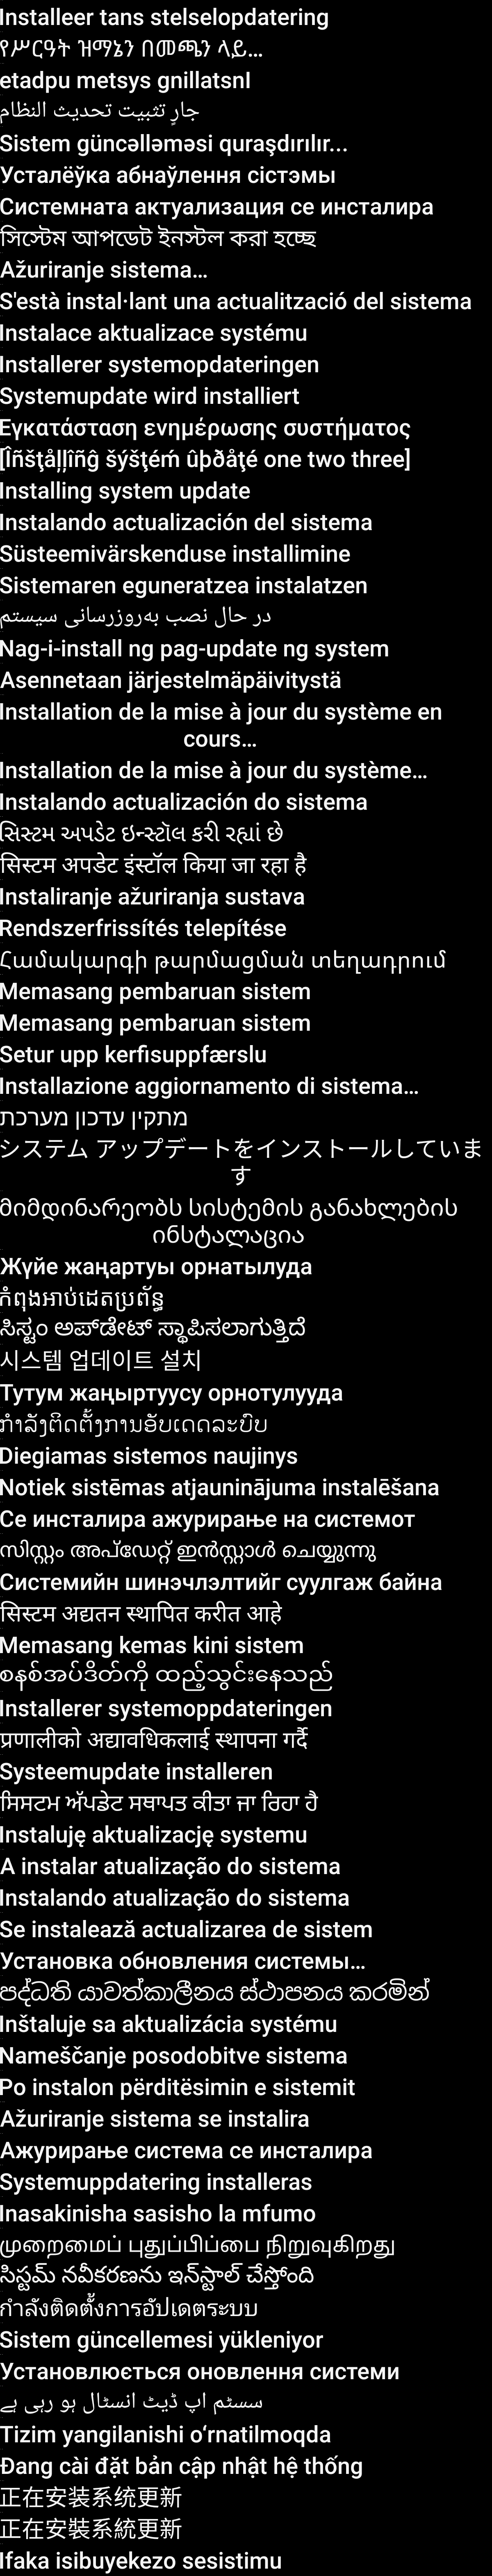 Installeer tans stelselopdatering
የሥርዓት ዝማኔን በመጫን ላይ…
etadpu metsys gnillatsnI
جارٍ تثبيت تحديث النظام
Sistem güncəlləməsi quraşdırılır...
Усталёўка абнаўлення сістэмы
Системната актуализация се инсталира
সিস্টেম আপডেট ইনস্টল করা হচ্ছে
Ažuriranje sistema…
S'està instal·lant una actualització del sistema
Instalace aktualizace systému
Installerer systemopdateringen
Systemupdate wird installiert
Εγκατάσταση ενημέρωσης συστήματος
[Îñšţåļļîñĝ šýšţéḿ ûþðåţé one two three]
Installing system update
Instalando actualización del sistema
Süsteemivärskenduse installimine
Sistemaren eguneratzea instalatzen
در حال نصب به‌روزرسانی سیستم
Nag-i-install ng pag-update ng system
Asennetaan järjestelmäpäivitystä
Installation de la mise à jour du système en
cours…
Installation de la mise à jour du système…
Instalando actualización do sistema
સિસ્ટમ અપડેટ ઇન્સ્ટૉલ કરી રહ્યાં છે
सिस्टम अपडेट इंस्टॉल किया जा रहा है
Instaliranje ažuriranja sustava
Rendszerfrissítés telepítése
Համակարգի թարմացման տեղադրում
Memasang pembaruan sistem
Memasang pembaruan sistem
Setur upp kerfisuppfærslu
Installazione aggiornamento di sistema…
מתקין עדכון מערכת
システム アップデートをインストールしていま
す
მიმდინარეობს სისტემის განახლების
ინსტალაცია
Жүйе жаңартуы орнатылуда
កំពុងអាប់ដេតប្រព័ន្ធ
ಸಿಸ್ಟಂ ಅಪ್‌ಡೇಟ್‌ ಸ್ಥಾಪಿಸಲಾಗುತ್ತಿದೆ
시스템 업데이트 설치
Тутум жаңыртуусу орнотулууда
ກຳລັງຕິດຕັ້ງການອັບເດດລະບົບ
Diegiamas sistemos naujinys
Notiek sistēmas atjauninājuma instalēšana
Се инсталира ажурирање на системот
സിസ്റ്റം അപ്ഡേറ്റ് ഇൻസ്റ്റാൾ ചെയ്യുന്നു
Системийн шинэчлэлтийг суулгаж байна
सिस्टम अद्यतन स्थापित करीत आहे
Memasang kemas kini sistem
စနစ်အပ်ဒိတ်ကို ထည့်သွင်းနေသည်
Installerer systemoppdateringen
प्रणालीको अद्यावधिकलाई स्थापना गर्दै
Systeemupdate installeren
ਸਿਸਟਮ ਅੱਪਡੇਟ ਸਥਾਪਤ ਕੀਤਾ ਜਾ ਰਿਹਾ ਹੈ
Instaluję aktualizację systemu
A instalar atualização do sistema
Instalando atualização do sistema
Se instalează actualizarea de sistem
Установка обновления системы…
පද්ධති යාවත්කාලීනය ස්ථාපනය කරමින්
Inštaluje sa aktualizácia systému
Nameščanje posodobitve sistema
Po instalon përditësimin e sistemit
Ažuriranje sistema se instalira
Ажурирање система се инсталира
Systemuppdatering installeras
Inasakinisha sasisho la mfumo
முறைமைப் புதுப்பிப்பை நிறுவுகிறது
సిస్టమ్ నవీకరణను ఇన్‍స్టాల్ చేస్తోంది
กำลังติดตั้งการอัปเดตระบบ
Sistem güncellemesi yükleniyor
Установлюється оновлення системи
سسٹم اپ ڈیٹ انسٹال ہو رہی ہے
Tizim yangilanishi o‘rnatilmoqda
Đang cài đặt bản cập nhật hệ thống
正在安装系统更新
正在安裝系統更新
Ifaka isibuyekezo sesistimu